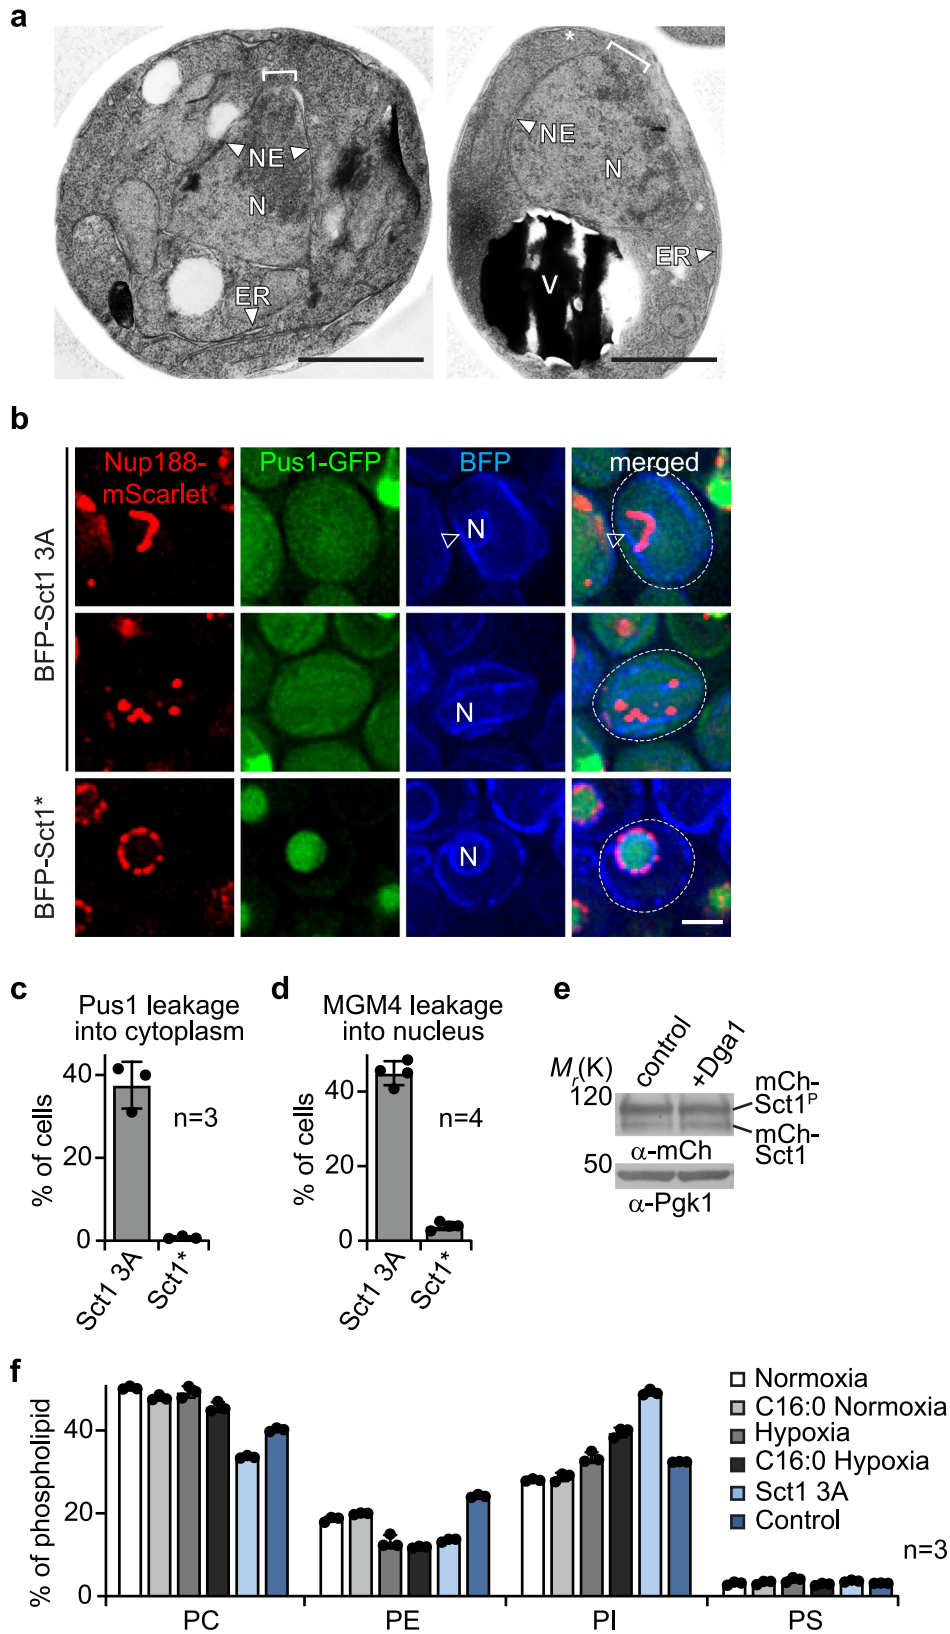 a
*
NE
N
ER
NE
N
ER
V
b
Nup188-
mScarlet
Pus1-GFP
BFP
merged
BFP-Sct1 3A
N
N
BFP-Sct1*
N
c
Pus1 leakage
into cytoplasm
% of cells
40
20
0
n=3
Sct1 3A
Sct1*
d
MGM4 leakage
into nucleus
% of cells
40
20
0
n=4
Sct1 3A
Sct1*
e
Mr(K)
control
+Dga1
120
mCh-
Sct1P
mCh-
Sct1
α-mCh
50
α-Pgk1
f
% of phospholipid
40
20
0
PC
PE
PI
PS
Normoxia
C16:0 Normoxia
Hypoxia
C16:0 Hypoxia
Sct1 3A
Control
n=3